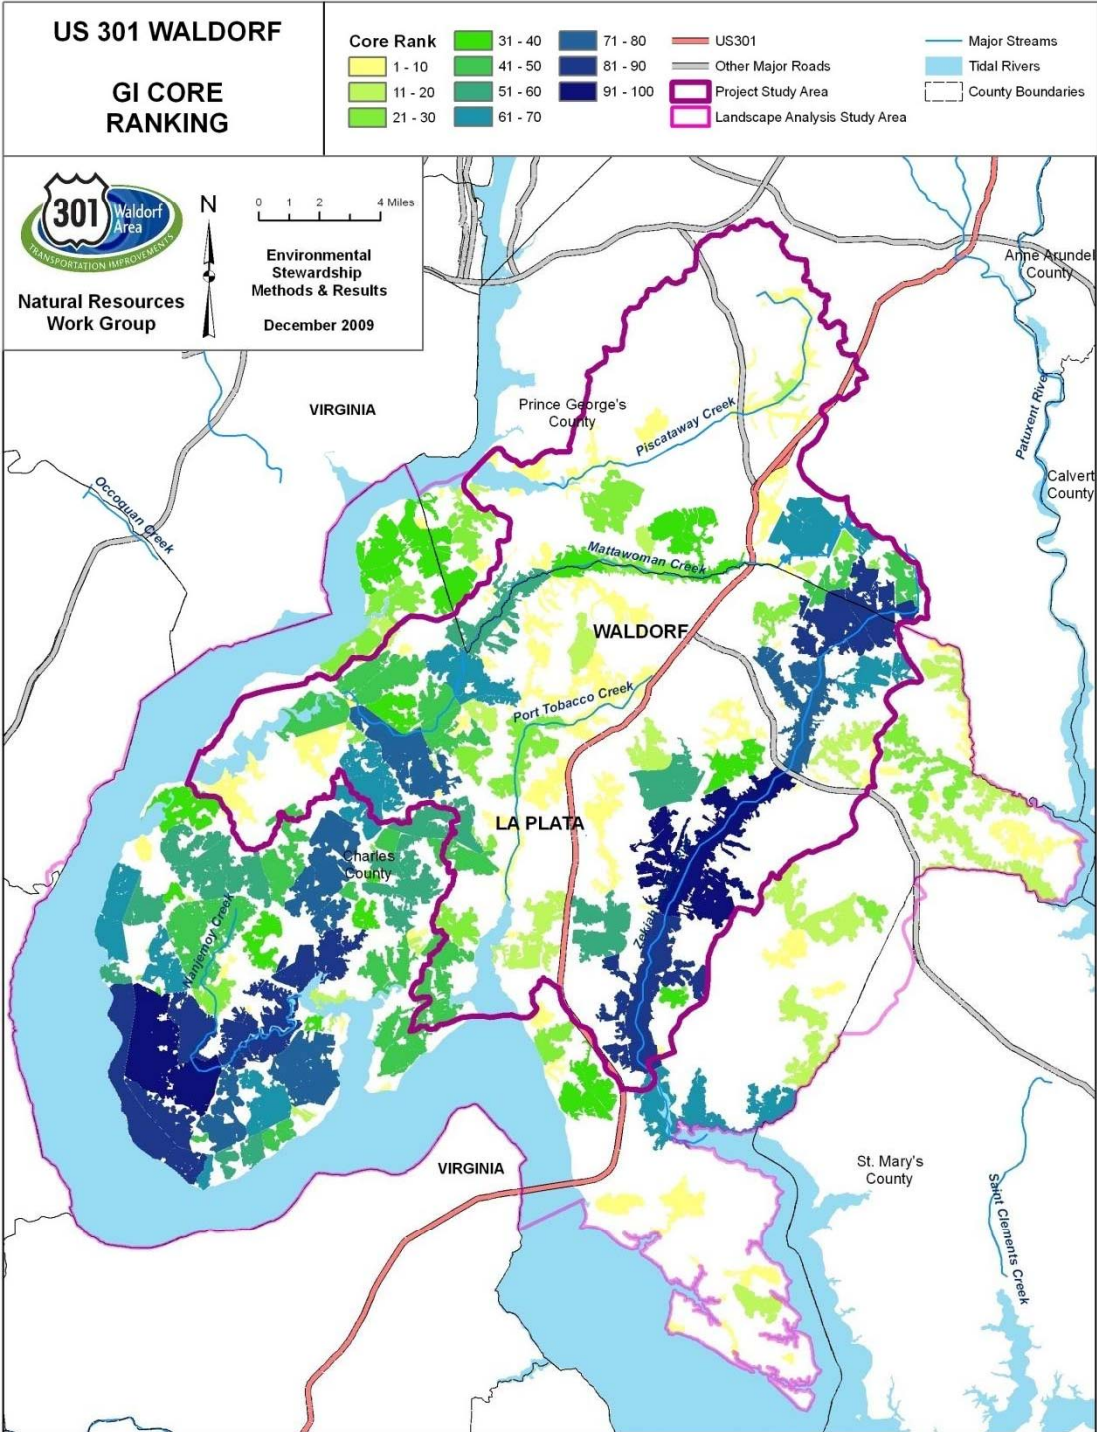 US 301 WALDORF
GI CORE
RANKING
Core Rank
1 - 10
11 - 20
21 - 30
31 - 40
41 - 50
51 - 60
61 - 70
71 - 80
81 - 90
91 - 100
US301
Other Major Roads
Project Study Area
Landscape Analysis Study Area
Major Streams
Tidal Rivers
County Boundaries
301
Waldorf
Area
TRANSPORTATION IMPROVEMENTS
Natural Resources
Work Group
N
0 1 2 4 Miles
Environmental
Stewardship
Methods & Results
December 2009
Anne Arundel
County
VIRGINIA
Prince George's
County
Piscataway Creek
Patuxent River
Calvert
County
Occoquan Creek
Mattawoman Creek
WALDORF
Port Tobacco Creek
LA PLATA
Charles
County
Nanjemoy Creek
VIRGINIA
St. Mary's
County
Saint Clements Creek